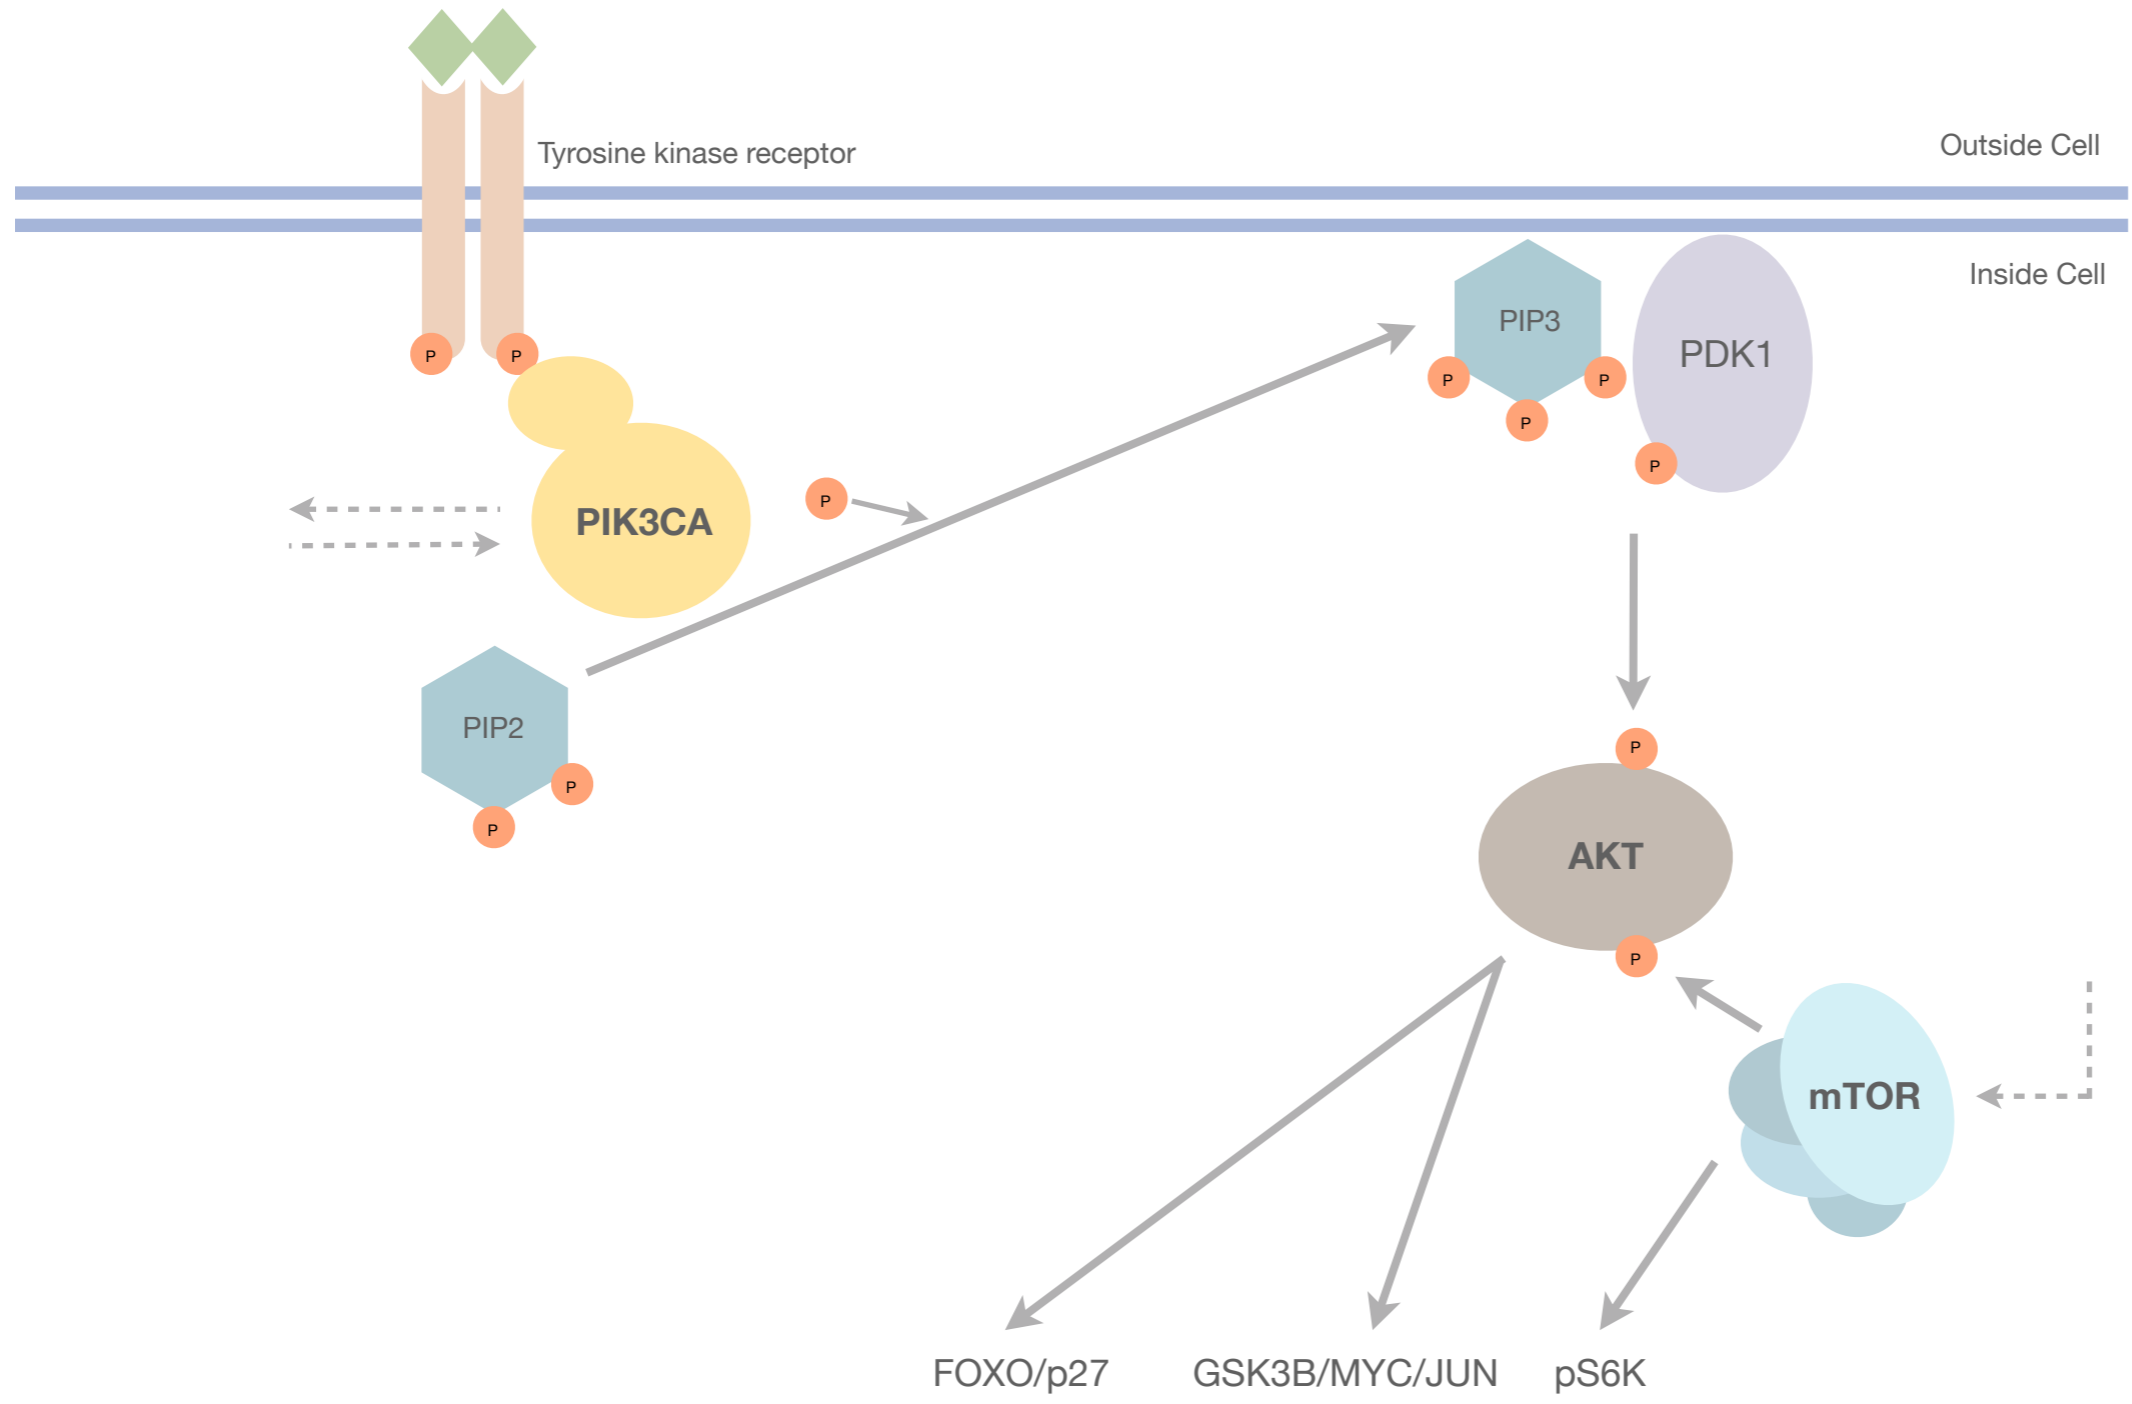 Tyrosine kinase receptor
Outside Cell
Inside Cell
PIP3
PDK1
P
P
P
P
P
P
P
PIK3CA
P
PIP2
P
P
P
AKT
P
mTOR
FOXO/p27
GSK3B/MYC/JUN
pS6K